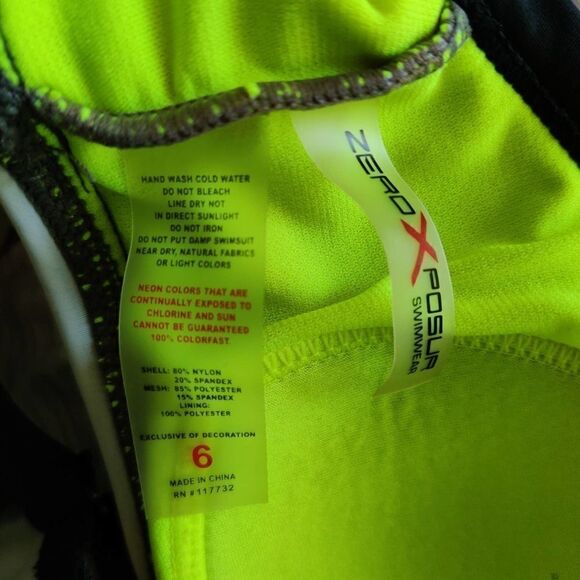 HAND WASH COLD WATER
DO NOT BLEACH
LINE DRY NOT
IN DIRECT SUNLIGHT
DO NOT IRON
DO NOT PUT DAMP SWIMSUIT
NEAR DRY, NATURAL FABRICS
OR LIGHT COLORS
NEON COLORS THAT ARE
CONTINUALLY EXPOSED TO
CHLORINE AND SUN
CANNOT BE GUARANTEED
100% COLORFAST.
SHELL: 80% NYLON
20% SPANDEX
MESH: 85% POLYESTER
15% SPANDEX
LINING:
100% POLYESTER
EXCLUSIVE OF DECORATION
6
MADE IN CHINA
RN #117732
ZEROXPOSUR
SWIMWEAR